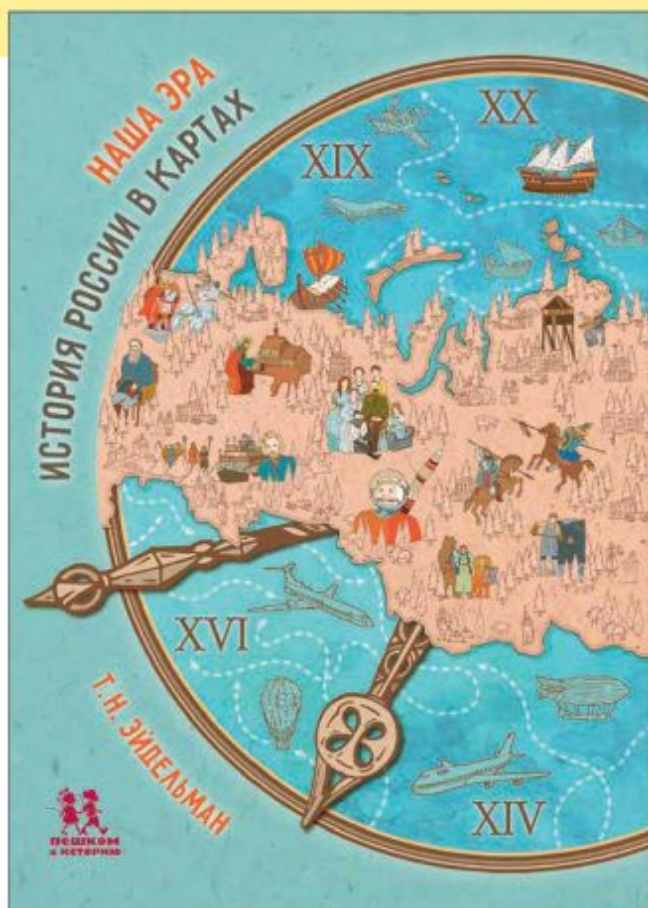 НАША ЭРА
ИСТОРИЯ РОССИИ В КАРТАХ
XX
XIX
XVI
XIV
Т. Н. ЭЙДЕЛЬМАН
ПЕШКОМ
В ИСТОРИЮ